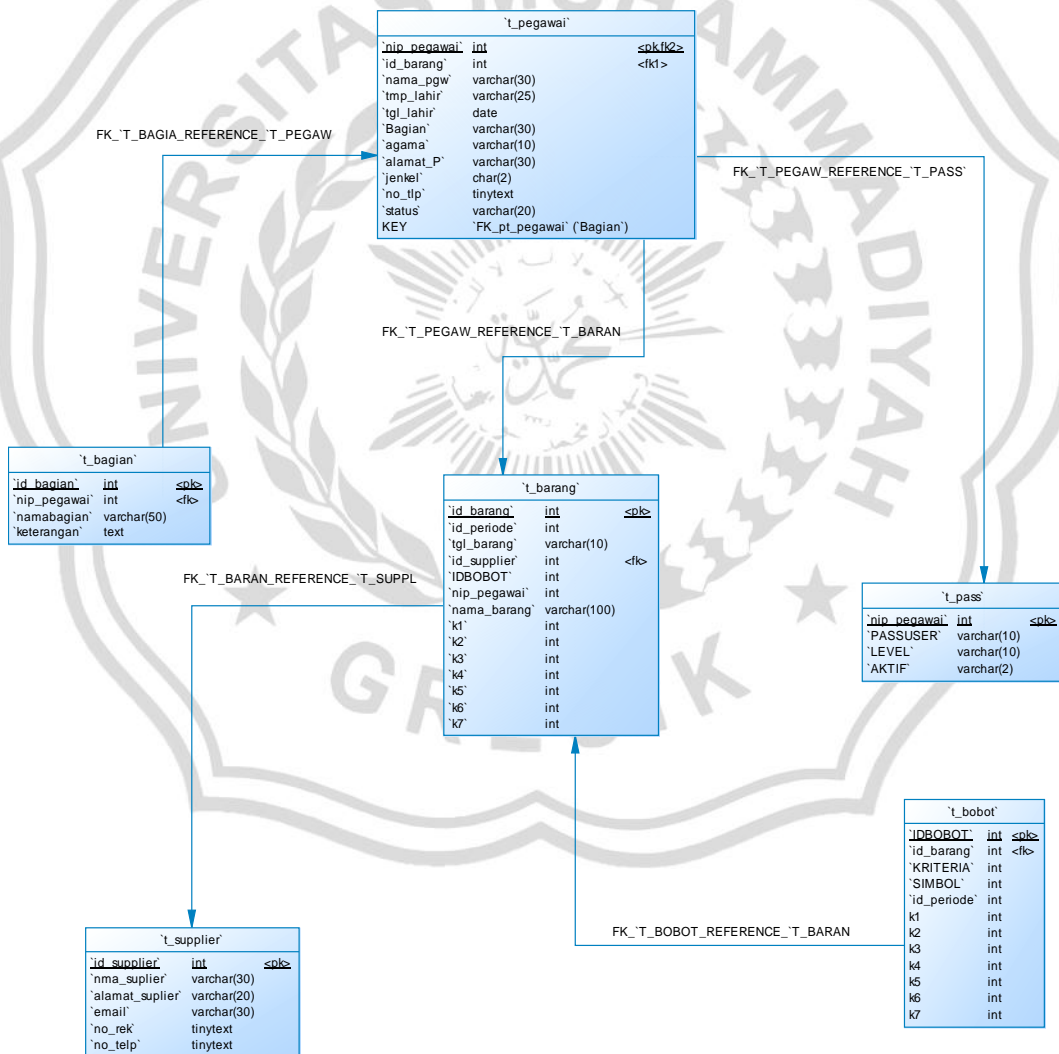 `t_pegawai`
`nip_pegawai` int <pk,fk2>
`id_barang` int <fk1>
`nama_pgw` varchar(30)
`tmp_lahir` varchar(25)
`tgl_lahir` date
`Bagian` varchar(30)
`agama` varchar(10)
`alamat_P` varchar(30)
`jenkel` char(2)
`no_tlp` tinytext
`status` varchar(20)
KEY `FK_pt_pegawai` (`Bagian`)
FK_`T_BAGIA_REFERENCE_`T_PEGAW
FK_`T_PEGAW_REFERENCE_`T_PASS`
FK_`T_PEGAW_REFERENCE_`T_BARAN
`t_bagian`
`id_bagian` int <pk>
`nip_pegawai` int <fk>
`namabagian` varchar(50)
`keterangan` text
`t_barang`
`id_barang` int <pk>
`id_periode` int
`tgl_barang` varchar(10)
`id_supplier` int <fk>
`IDBOBOT` int
`nip_pegawai` int
`nama_barang` varchar(100)
`k1` int
`k2` int
`k3` int
`k4` int
`k5` int
`k6` int
`k7` int
FK_`T_BARAN_REFERENCE_`T_SUPPL
`t_pass`
`nip_pegawai` int <pk>
`PASSUSER` varchar(10)
`LEVEL` varchar(10)
`AKTIF` varchar(2)
`t_bobot`
`IDBOBOT` int <pk>
`id_barang` int <fk>
`KRITERIA` int
`SIMBOL` int
`id_periode` int
k1 int
k2 int
k3 int
k4 int
k5 int
k6 int
k7 int
FK_`T_BOBOT_REFERENCE_`T_BARAN
`t_supplier`
`id_supplier` int <pk>
`nma_suplier` varchar(30)
`alamat_suplier` varchar(20)
`email` varchar(30)
`no_rek` tinytext
`no_telp` tinytext
UNIVERSITAS MUHAMMADIYAH
GRESIK